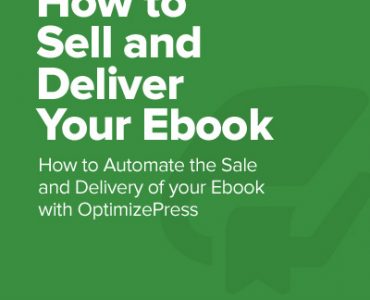 How to
Sell and
Deliver
Your Ebook
How to Automate the Sale
and Delivery of your Ebook
with OptimizePress